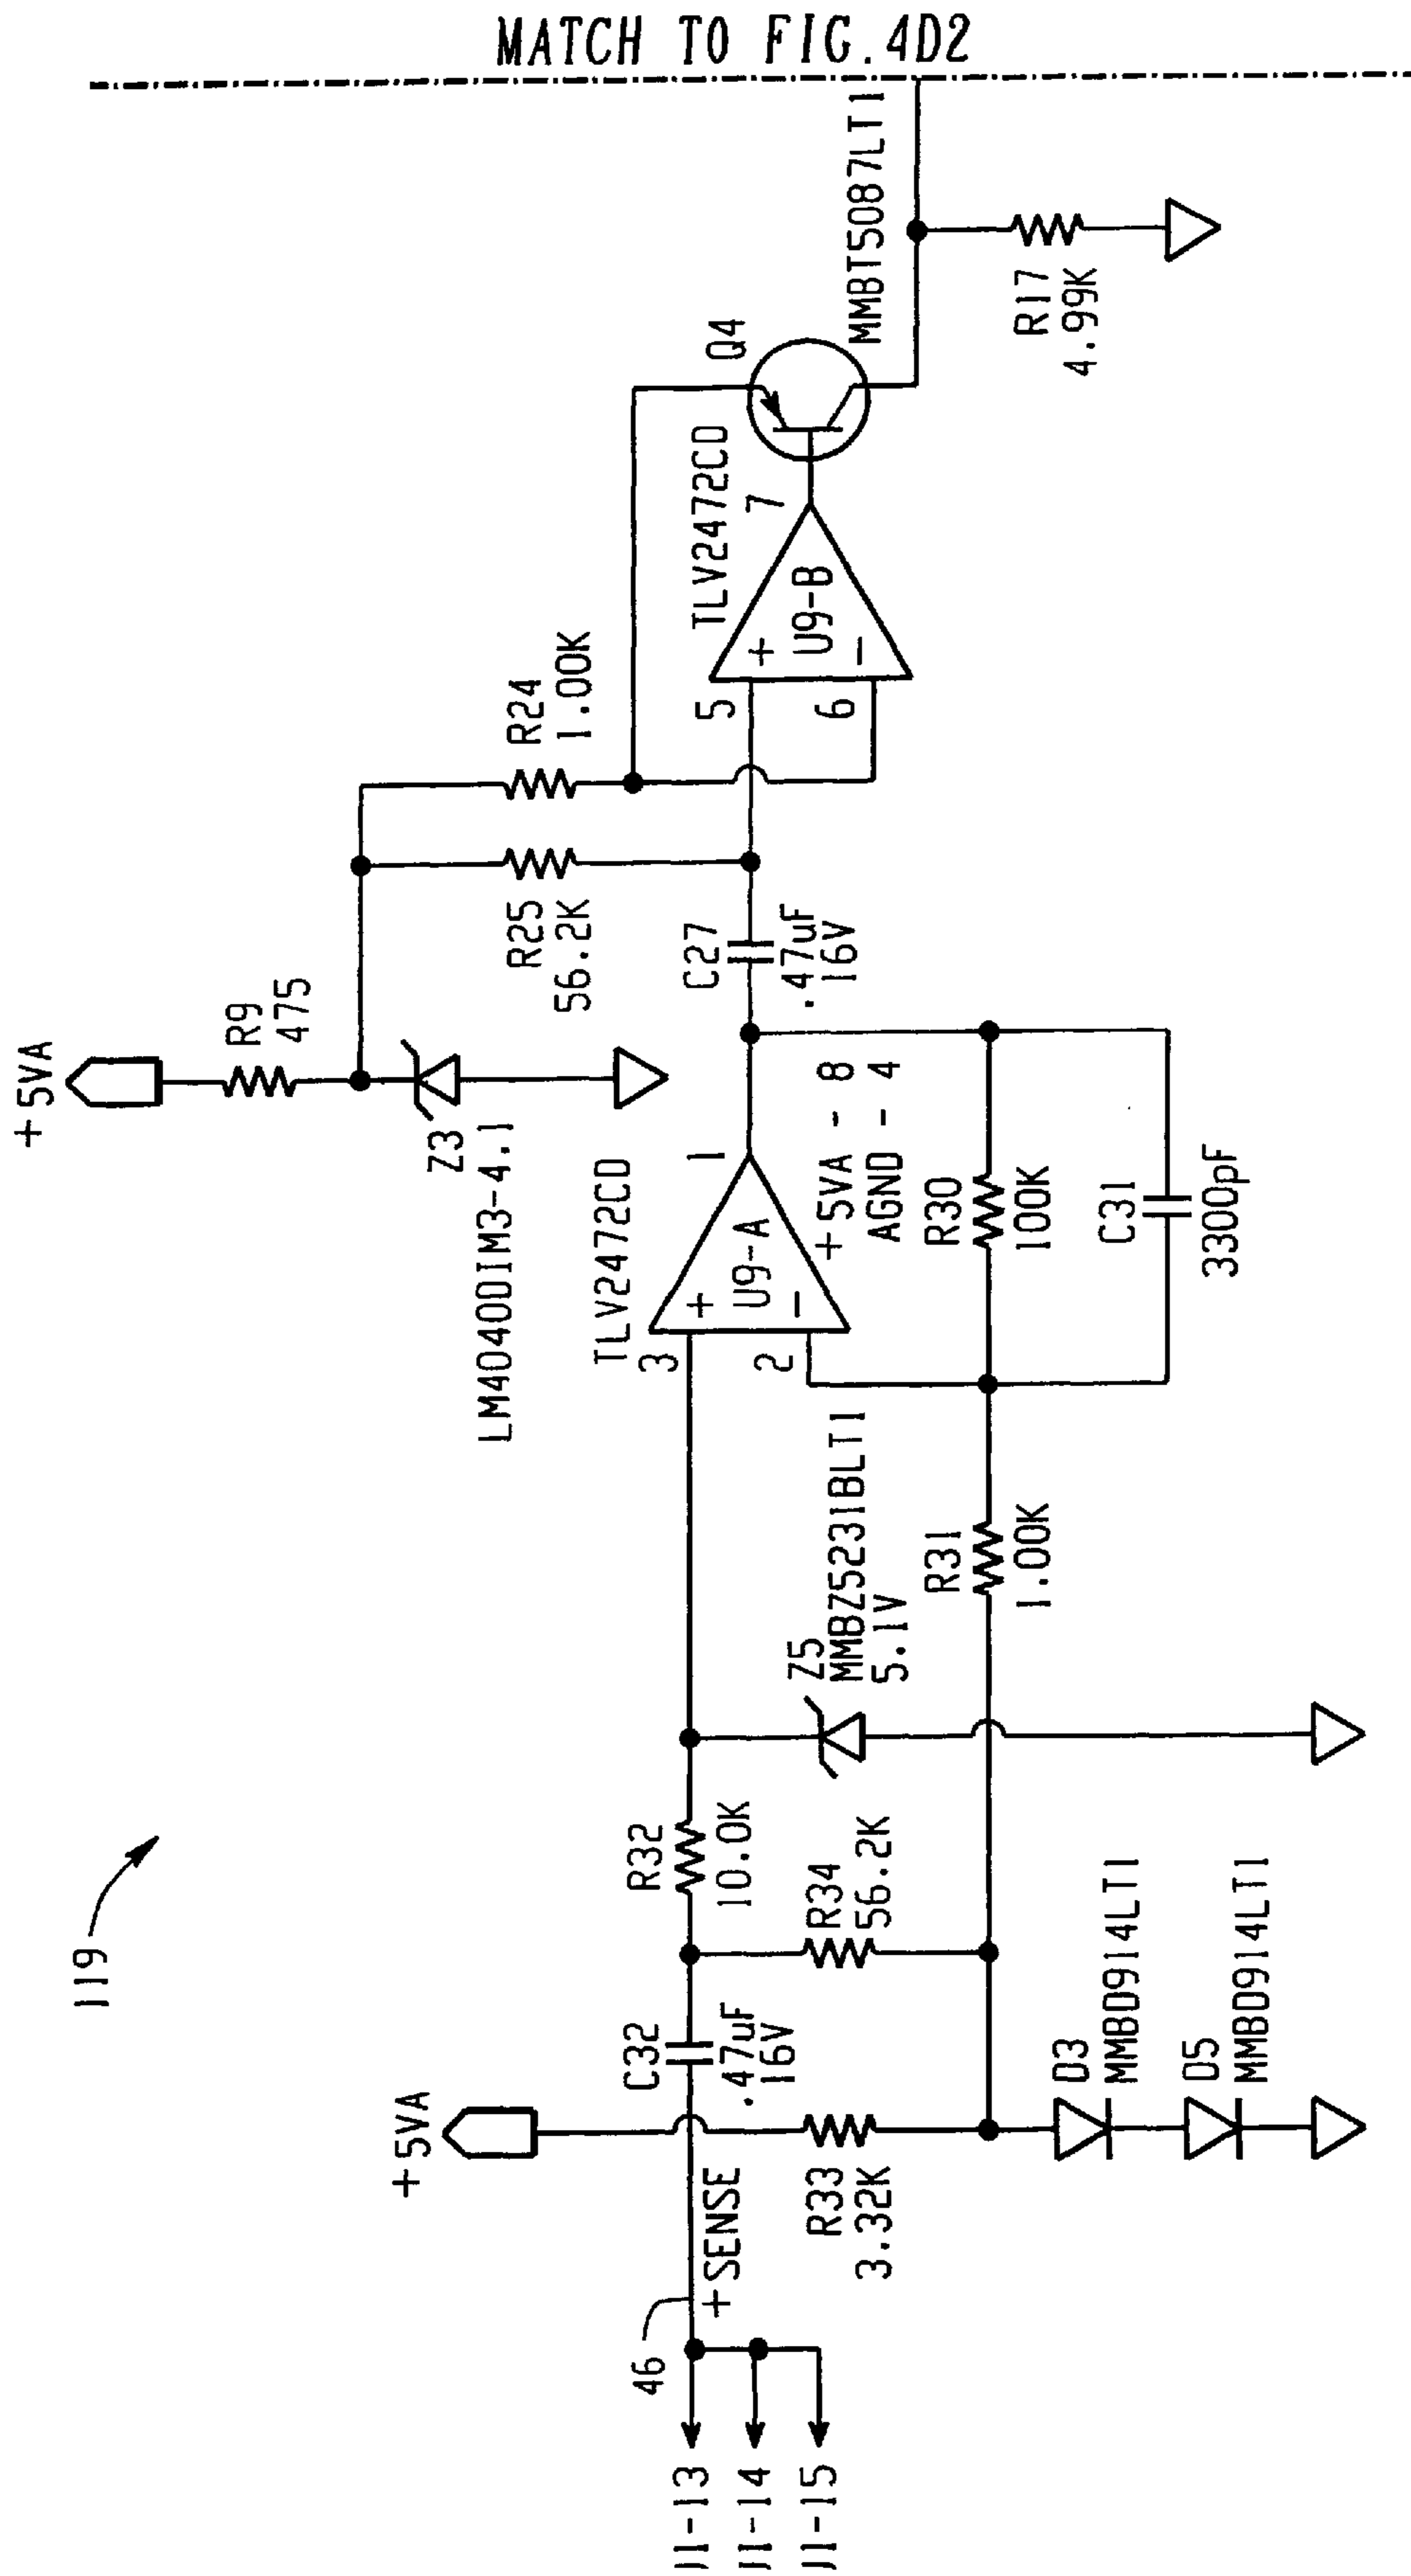 MATCH TO FIG.4D2
119
+5VA
R9
475
Z3
LM4040DIM3-4.1
R25
56.2K
R24
1.00K
Q4
MMBT5087LT1
TLV2472CD
5
6
7
+
U9-B
−
R17
4.99K
C27
.47uF
16V
TLV2472CD
3
2
1
+
U9-A
−
+5VA - 8
AGND - 4
R30
100K
C31
3300pF
R31
1.00K
Z5
MMBZ5231BLT1
5.1V
R32
10.0K
R34
56.2K
C32
.47uF
16V
+5VA
R33
3.32K
D3
MMBD914LT1
D5
MMBD914LT1
+SENSE
46
J1-13
J1-14
J1-15